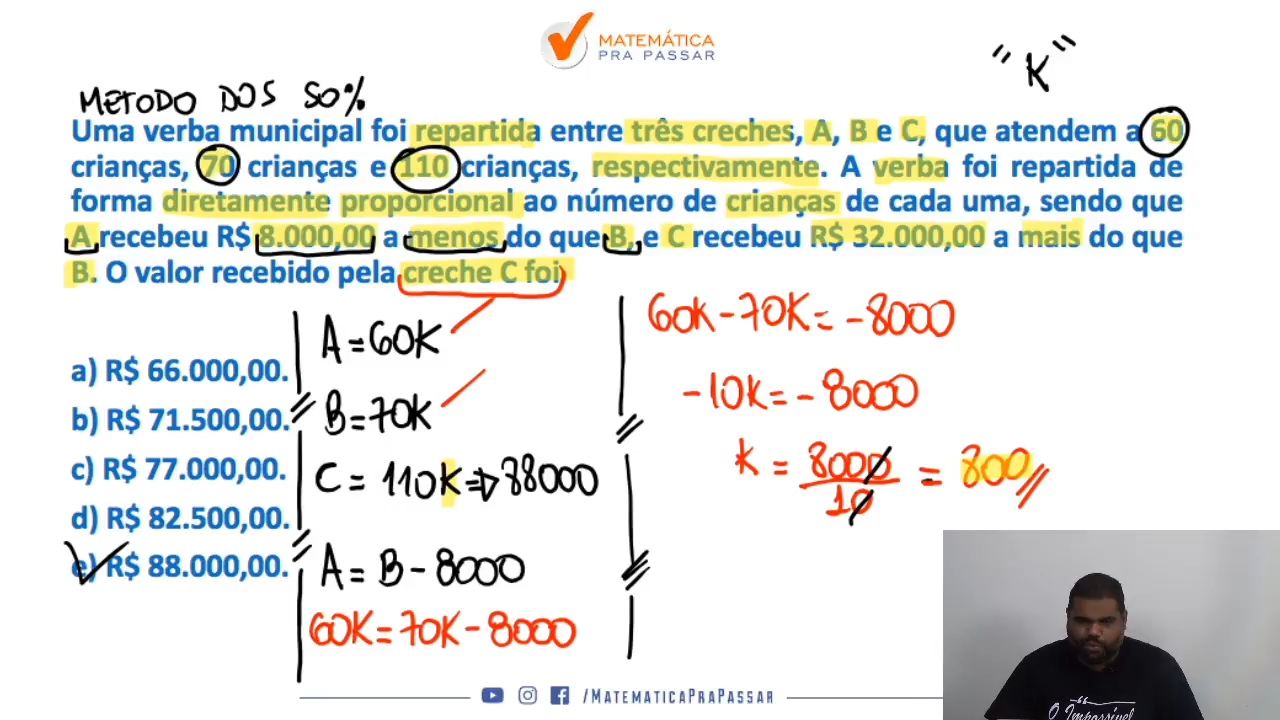 MATEMÁTICA
PRA PASSAR
"K"
METODO DOS 50%
Uma verba municipal foi repartida entre três creches, A, B e C, que atendem a 60
crianças, 70 crianças e 110 crianças, respectivamente. A verba foi repartida de
forma diretamente proporcional ao número de crianças de cada uma, sendo que
A recebeu R$ 8.000,00 a menos do que B, e C recebeu R$ 32.000,00 a mais do que
B. O valor recebido pela creche C foi
a) R$ 66.000,00.
b) R$ 71.500,00.
c) R$ 77.000,00.
d) R$ 82.500,00.
e) R$ 88.000,00.
A = 60K
B = 70K
C = 110K => 88000
A = B - 8000
60K = 70K - 8000
60K - 70K = - 8000
- 10K = - 8000
K = 8000/10 = 800
/MATEMATICAPRAPASSAR
O Impossível